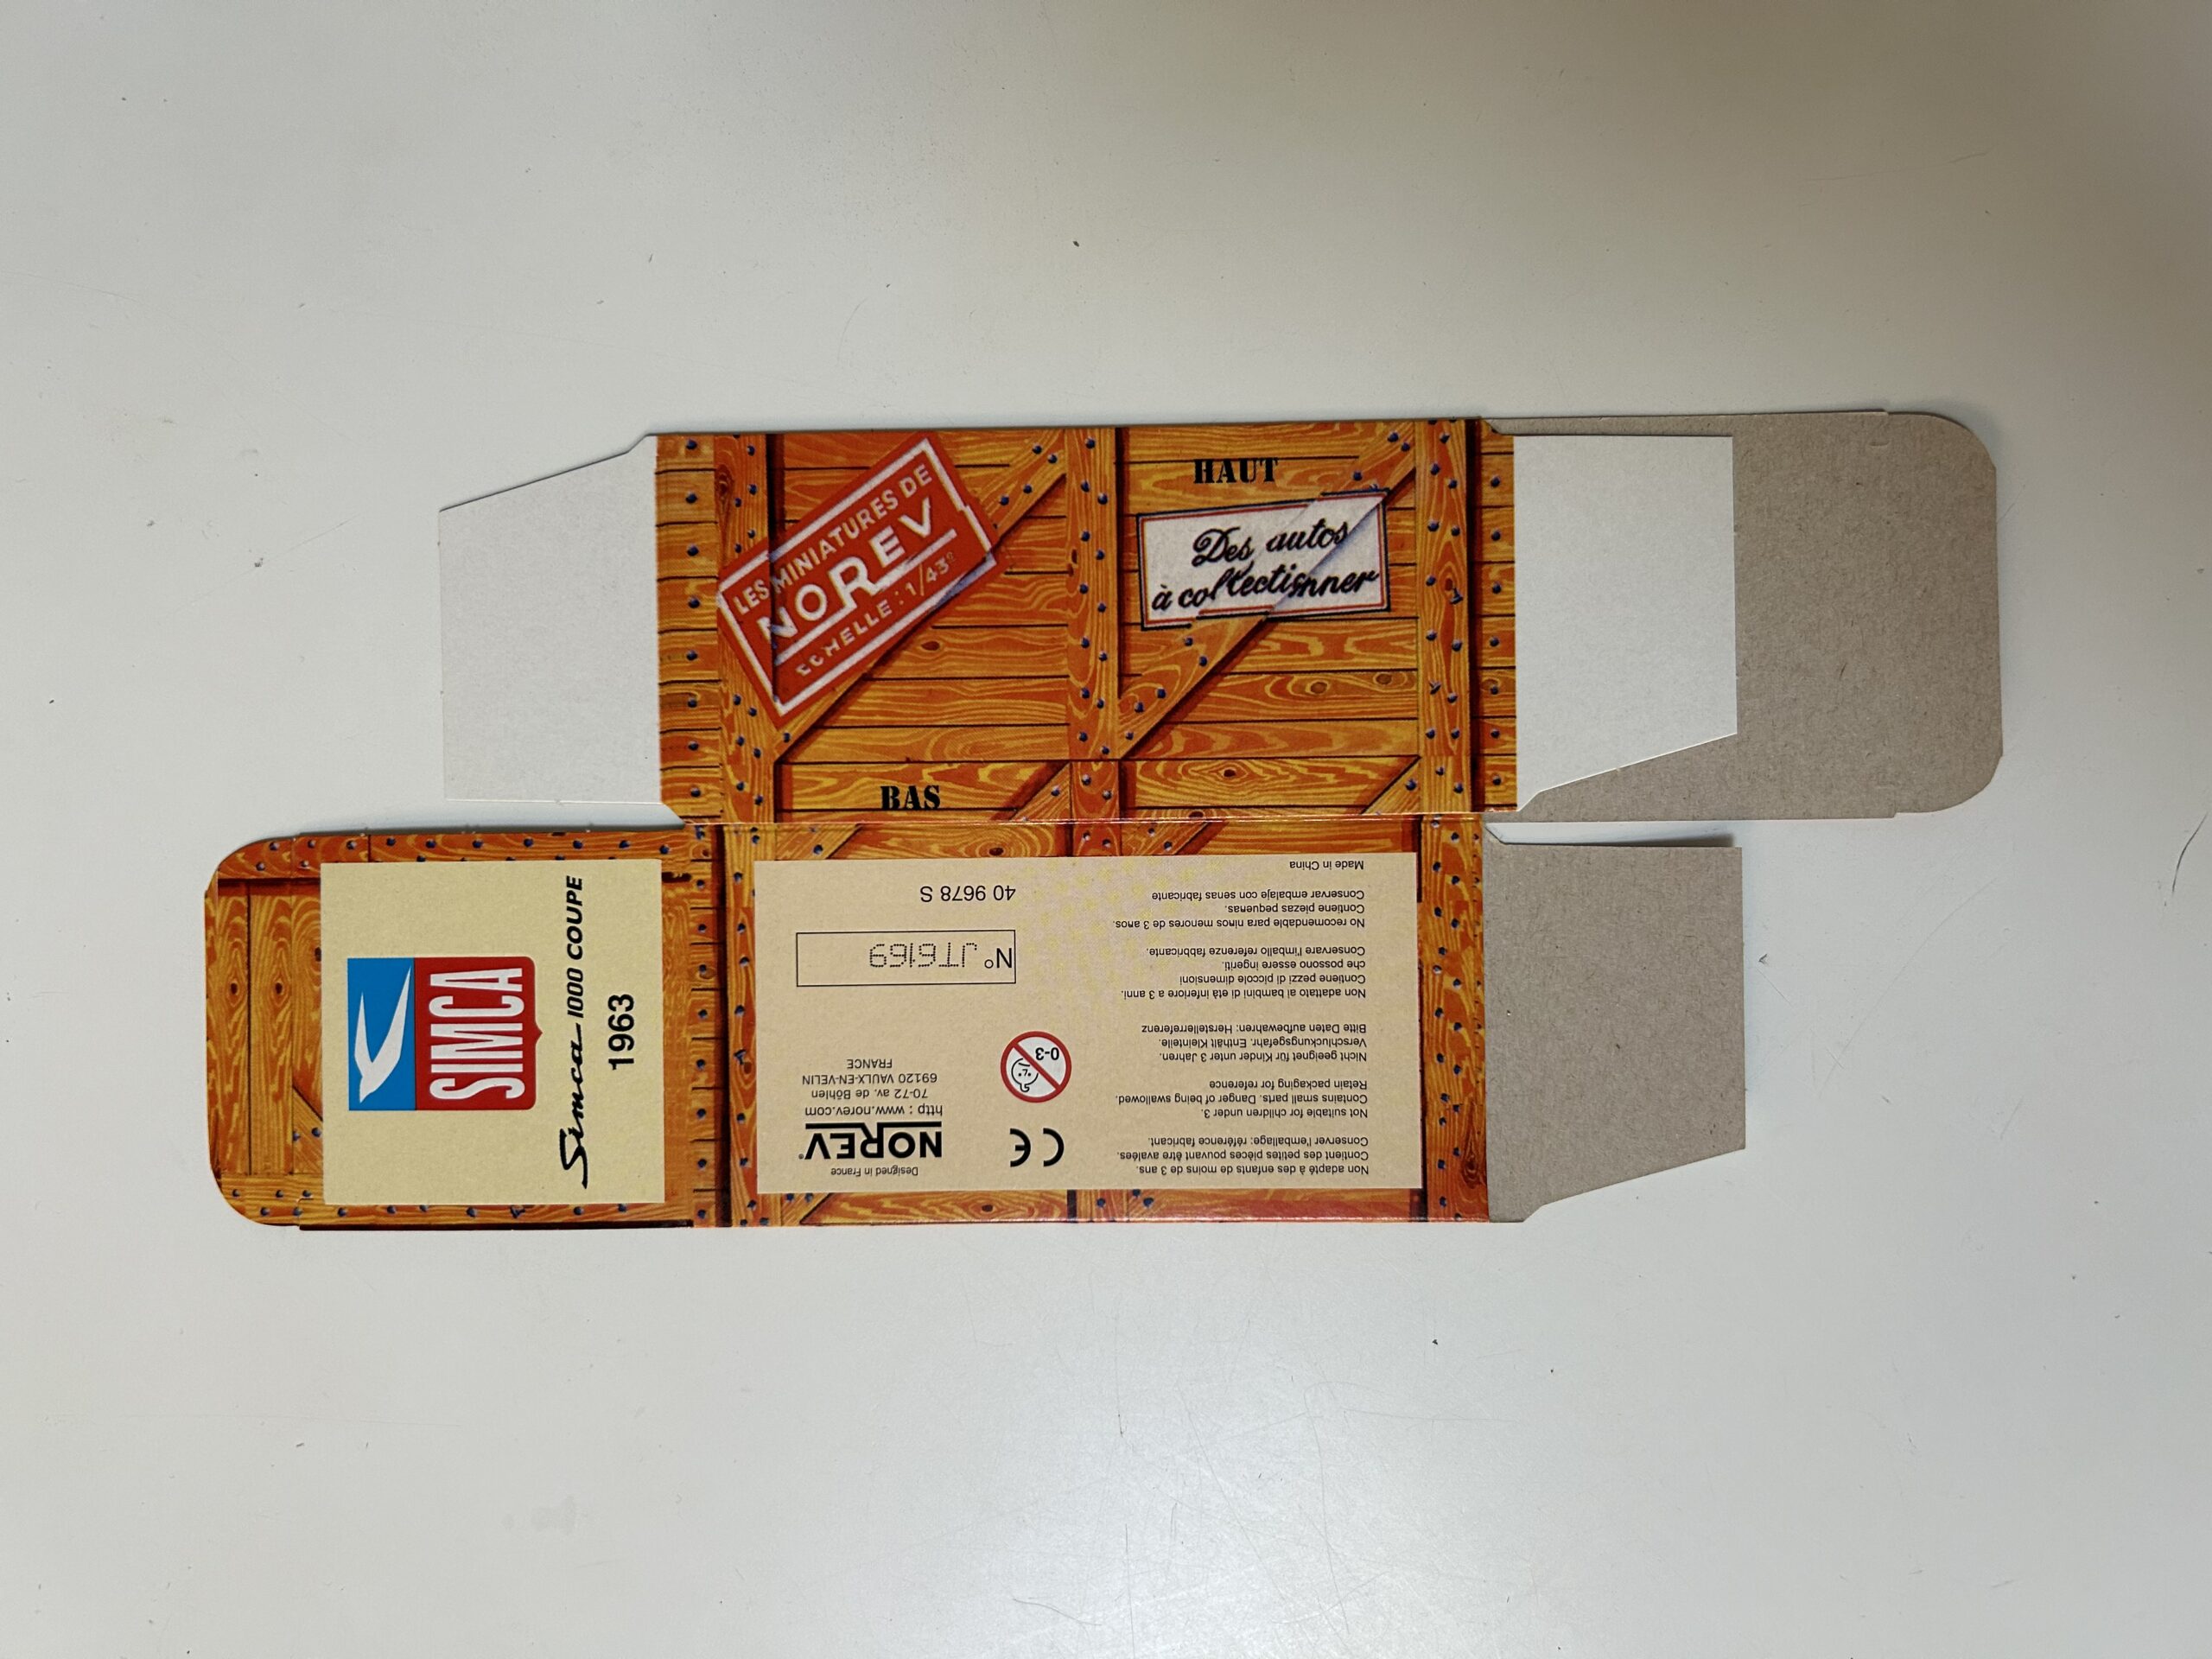 LES MINIATURES DE
NOREV
ECHELLE : 1/43e
HAUT
Des autos
à collectionner
BAS
SIMCA
Simca 1000 COUPE
1963
Non adapté à des enfants de moins de 3 ans.
Contient des petites pièces pouvant être avalées.
Conserver l'emballage: référence fabricant.
Not suitable for children under 3.
Contains small parts. Danger of being swallowed.
Retain packaging for reference
Nicht geeignet für Kinder unter 3 Jahren.
Verschluckungsgefahr. Enthält Kleinteile.
Bitte Daten aufbewahren: Herstellerreferenz
Non adattato ai bambini di età inferiore a 3 anni.
Contiene pezzi di piccole dimensioni
che possono essere ingeriti.
Conservare l'imballo referenze fabbricante.
No recomendable para ninos menores de 3 anos.
Contiene piezas pequenas.
Conservar embalaje con senas fabricante
Made in China
CE
0-3
Designed in France
NOREV®
http : www.norev.com
70-72 av. de Böhlen
69120 VAULX-EN-VELIN
FRANCE
N° JT6169
40 9678 S